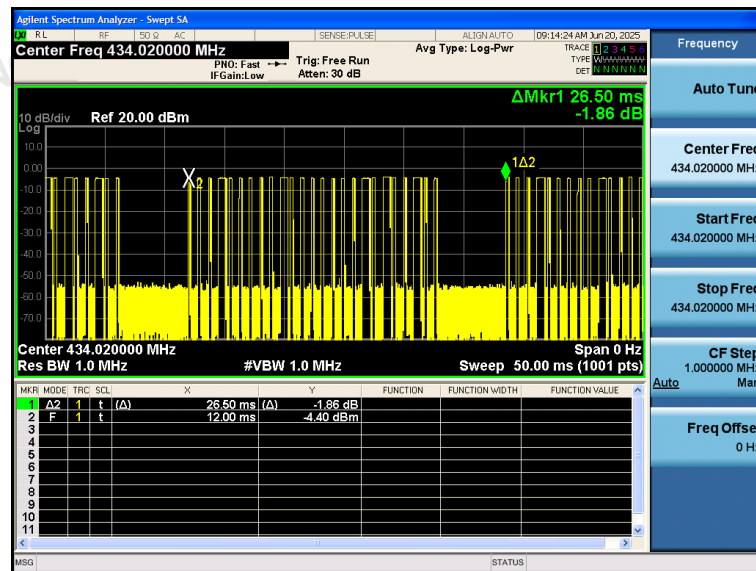 Agilent Spectrum Analyzer - Swept SA
RL RF 50 Ω AC SENSE:PULSE ALIGN AUTO 09:14:24 AM Jun 20, 2025
Center Freq 434.020000 MHz
PNO: Fast
IFGain:Low
Trig: Free Run
Atten: 30 dB
Avg Type: Log-Pwr
TRACE 1 2 3 4 5 6
TYPE
DET N N N N N N
ΔMkr1 26.50 ms
-1.86 dB
10 dB/div Ref 20.00 dBm
Log
10.0
0.00
-10.0
-20.0
-30.0
-40.0
-50.0
-60.0
-70.0
2
1Δ2
Center 434.020000 MHz
Span 0 Hz
Res BW 1.0 MHz
#VBW 1.0 MHz
Sweep 50.00 ms (1001 pts)
MKR MODE TRC SCL X Y FUNCTION FUNCTION WIDTH FUNCTION VALUE
1 Δ2 1 t (Δ) 26.50 ms (Δ) -1.86 dB
2 F 1 t 12.00 ms -4.40 dBm
3
4
5
6
7
8
9
10
11
MSG STATUS
Frequency
Auto Tune
Center Freq
434.020000 MHz
Start Freq
434.020000 MHz
Stop Freq
434.020000 MHz
CF Step
1.000000 MHz
Auto Man
Freq Offset
0 Hz